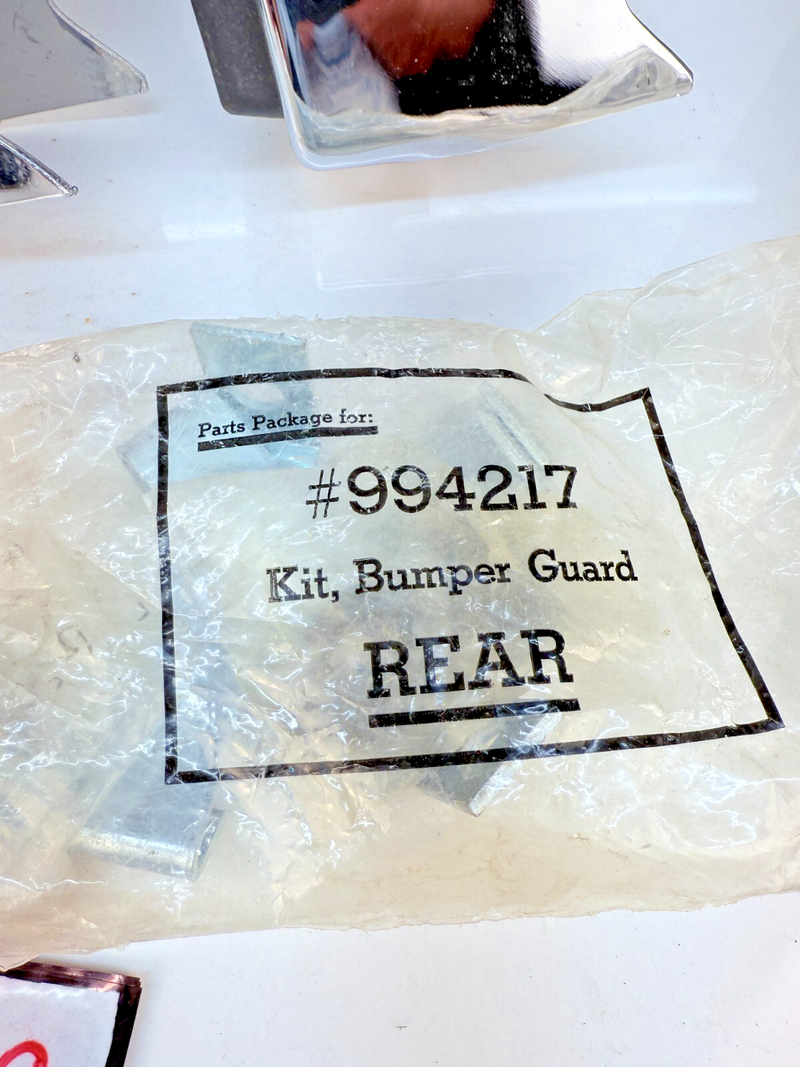 Parts Package for:
#994217
Kit, Bumper Guard
REAR